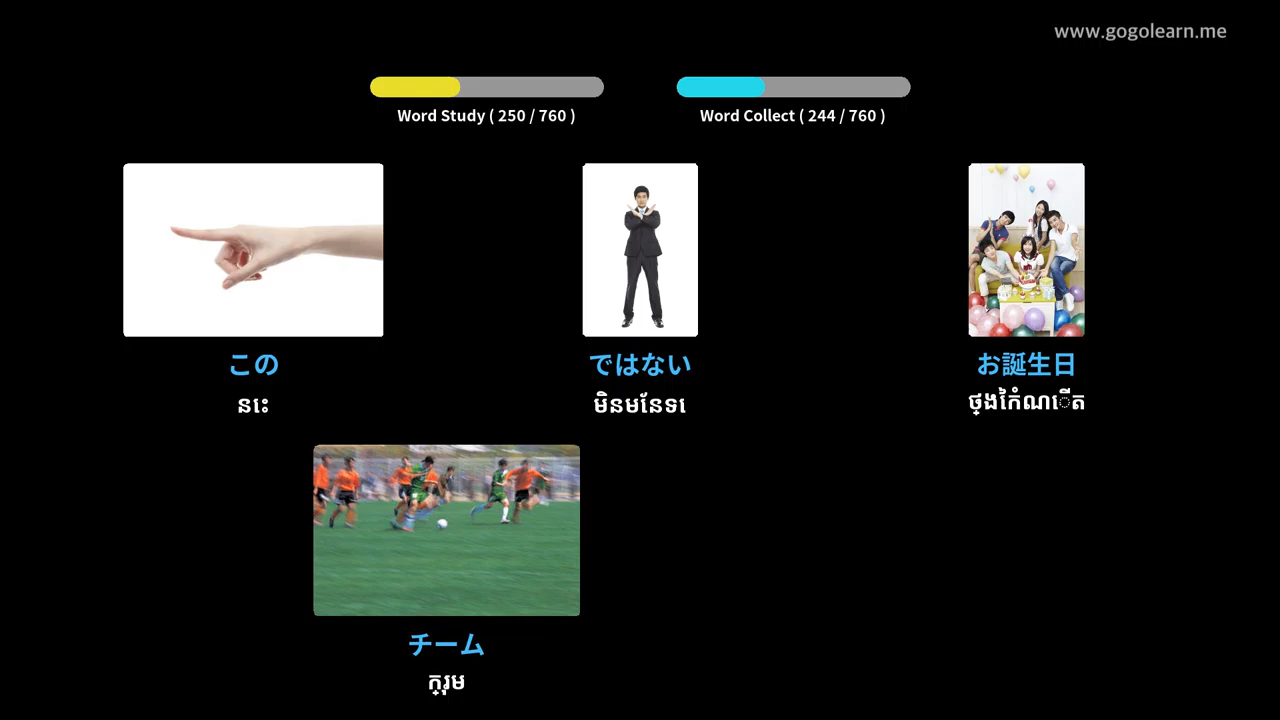 www.gogolearn.me
Word Study ( 250 / 760 )
Word Collect ( 244 / 760 )
この
ではない
お誕生日
នេះ
មិនមែនទេ
ថ្ងៃកំណើត
チーム
ក្រុម